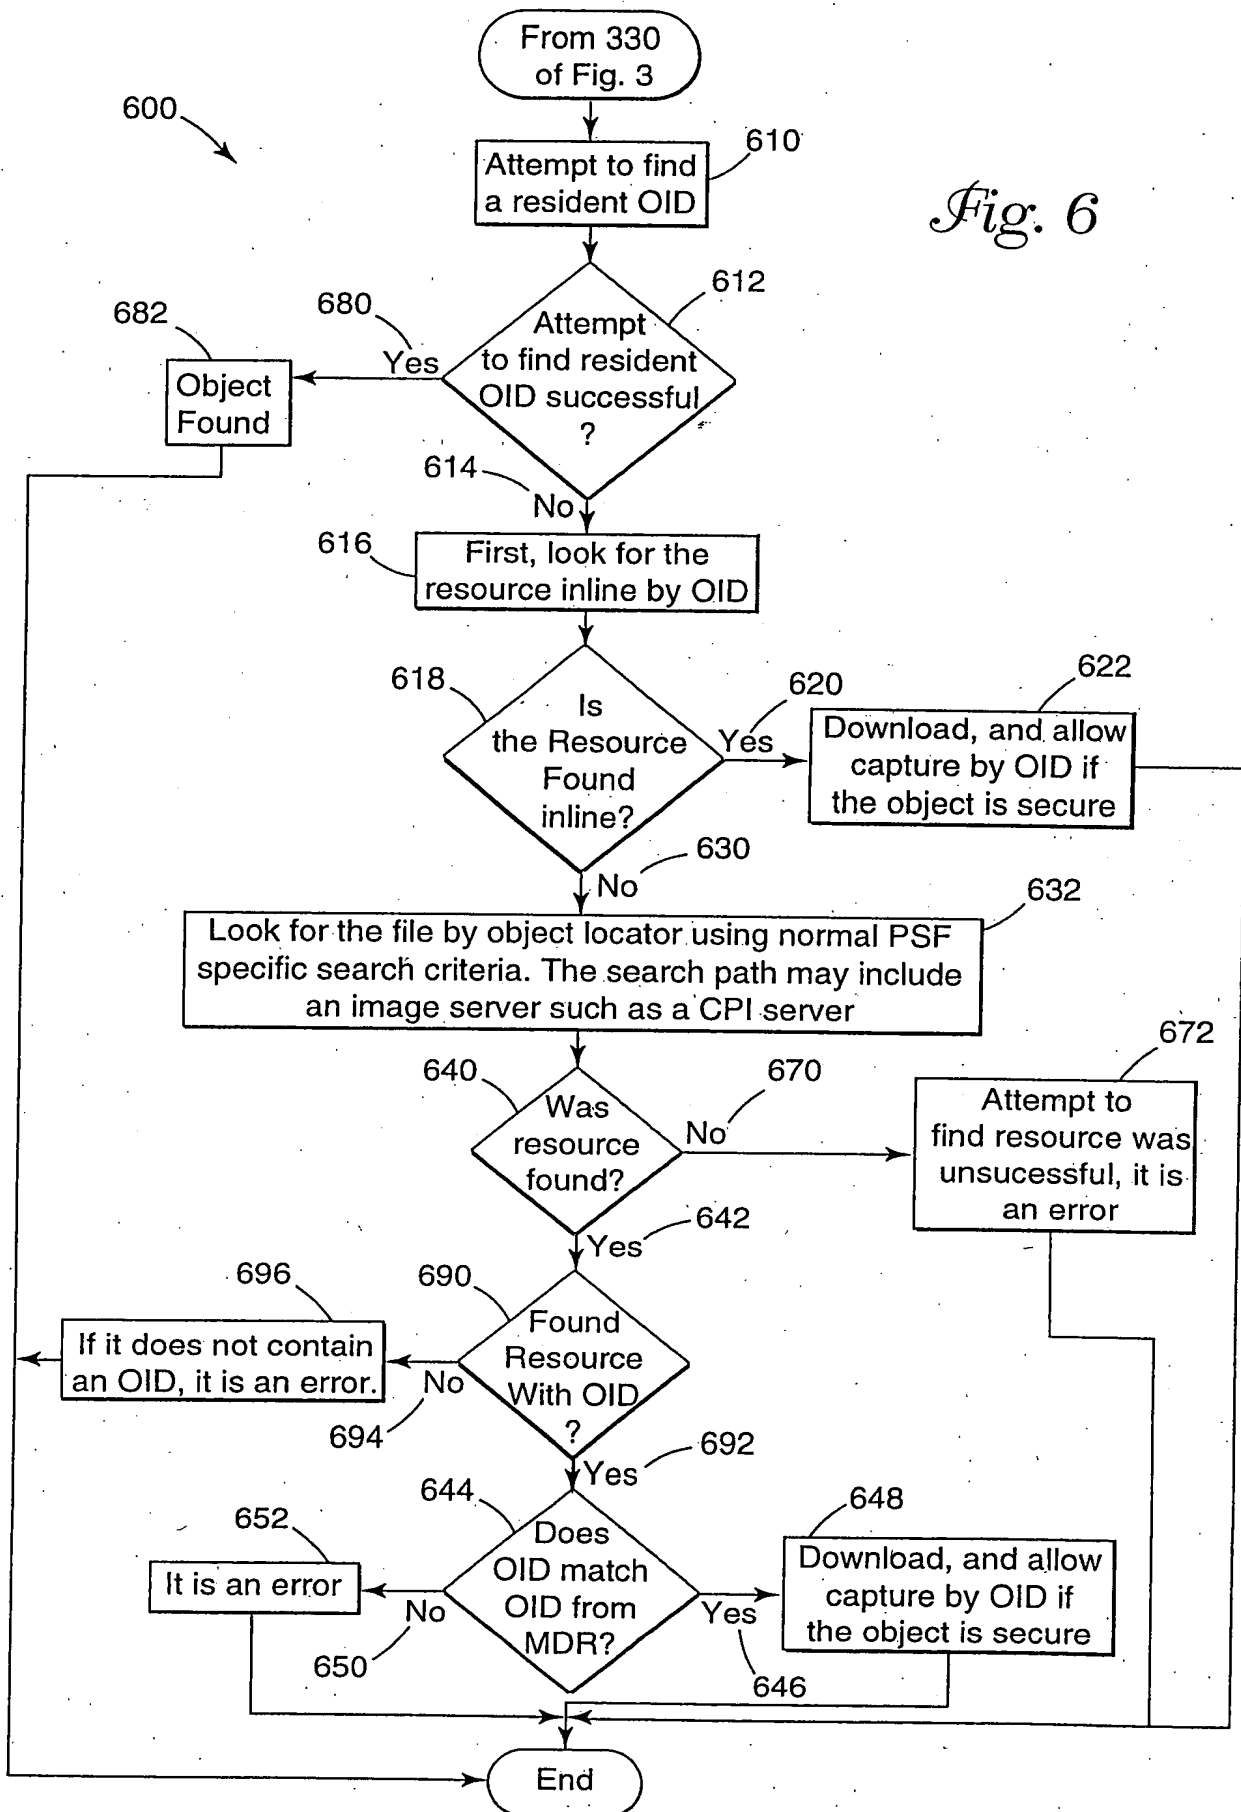 From 330
of Fig. 3
600
610
Attempt to find
a resident OID
Fig. 6
612
680
682
Attempt
to find resident
OID successful
?
Yes
Object
Found
614
No
616
First, look for the
resource inline by OID
618
620
622
Is
the Resource
Found
inline?
Yes
Download, and allow
capture by OID if
the object is secure
630
No
632
Look for the file by object locator using normal PSF
specific search criteria. The search path may include
an image server such as a CPI server
640
670
672
Was
resource
found?
No
Attempt to
find resource was
unsucessful, it is
an error
642
Yes
696
690
If it does not contain
an OID, it is an error.
No
694
Found
Resource
With OID
?
692
Yes
652
644
648
It is an error
No
650
Does
OID match
OID from
MDR?
Yes
646
Download, and allow
capture by OID if
the object is secure
End